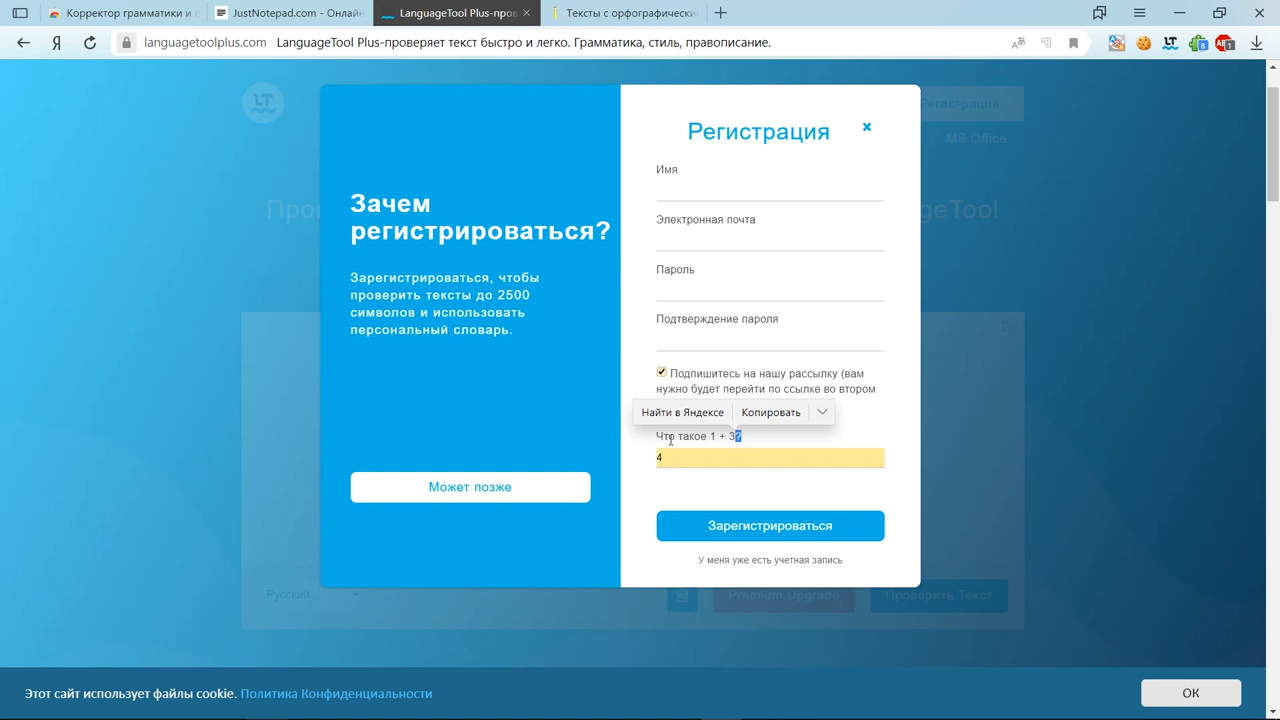 Корректор грамматики и с
JustNotepad.com - Онлайн
LanguageTool Plus-пров
Тексты с орфографически
Я
languagetoolplus.com
LanguageTool Plus-проверяет текст быстро и легко. Грамматика, стиль, правописание.
LT
Регистрация
MS Office
Зачем
регистрироваться?
Зарегистрироваться, чтобы
проверить тексты до 2500
символов и использовать
персональный словарь.
Может позже
Регистрация
Имя
Электронная почта
Пароль
Подтверждение пароля
Подпишитесь на нашу рассылку (вам
нужно будет перейти по ссылке во втором
Найти в Яндексе
Копировать
Что такое 1 + 3?
4
Зарегистрироваться
У меня уже есть учетная запись
Русский
Premium Upgrade
Проверить Текст
Этот сайт использует файлы cookie. Политика Конфиденциальности
OK